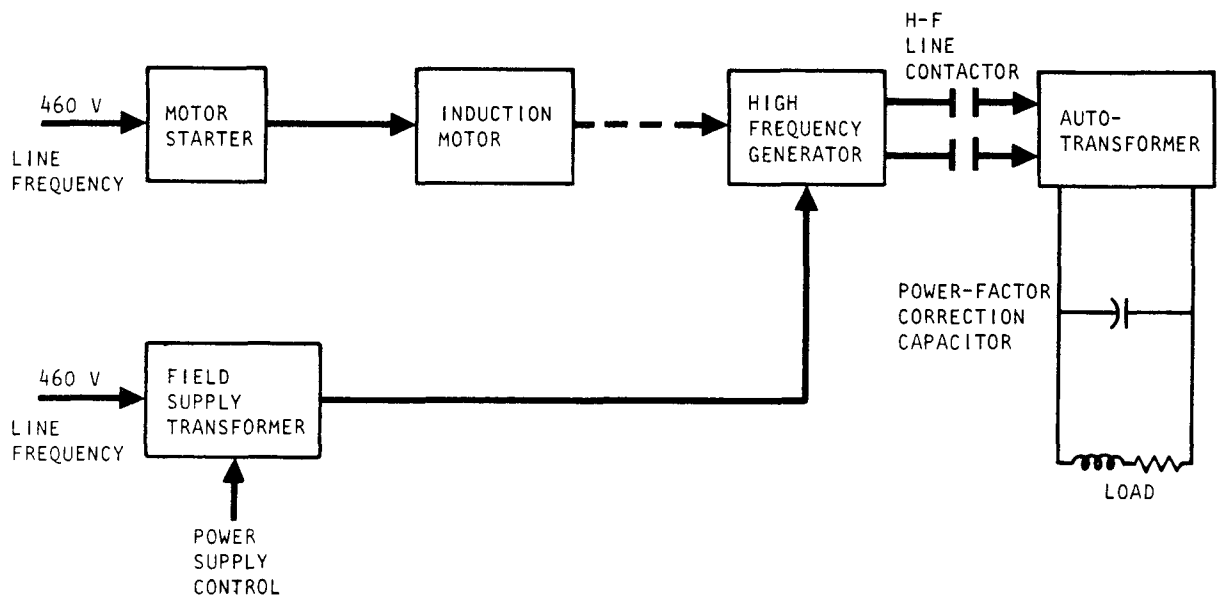 H-F
LINE
CONTACTOR
460 V
LINE
FREQUENCY
MOTOR
STARTER
INDUCTION
MOTOR
HIGH
FREQUENCY
GENERATOR
AUTO-
TRANSFORMER
POWER-FACTOR
CORRECTION
CAPACITOR
460 V
LINE
FREQUENCY
FIELD
SUPPLY
TRANSFORMER
LOAD
POWER
SUPPLY
CONTROL